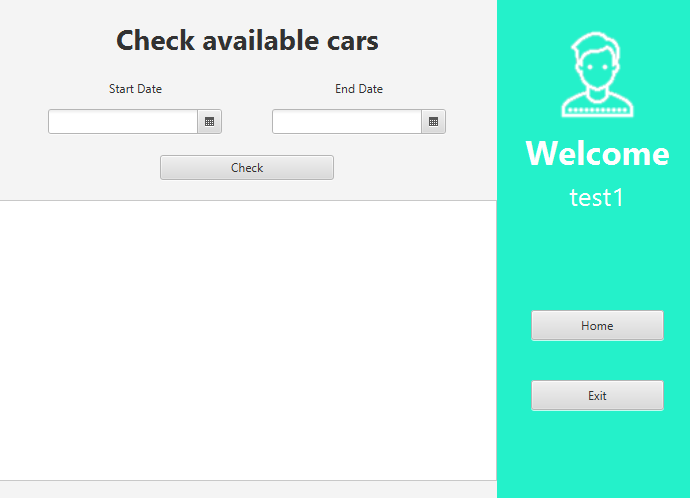 Check available cars
Start Date
End Date
Check
Welcome
test1
Home
Exit